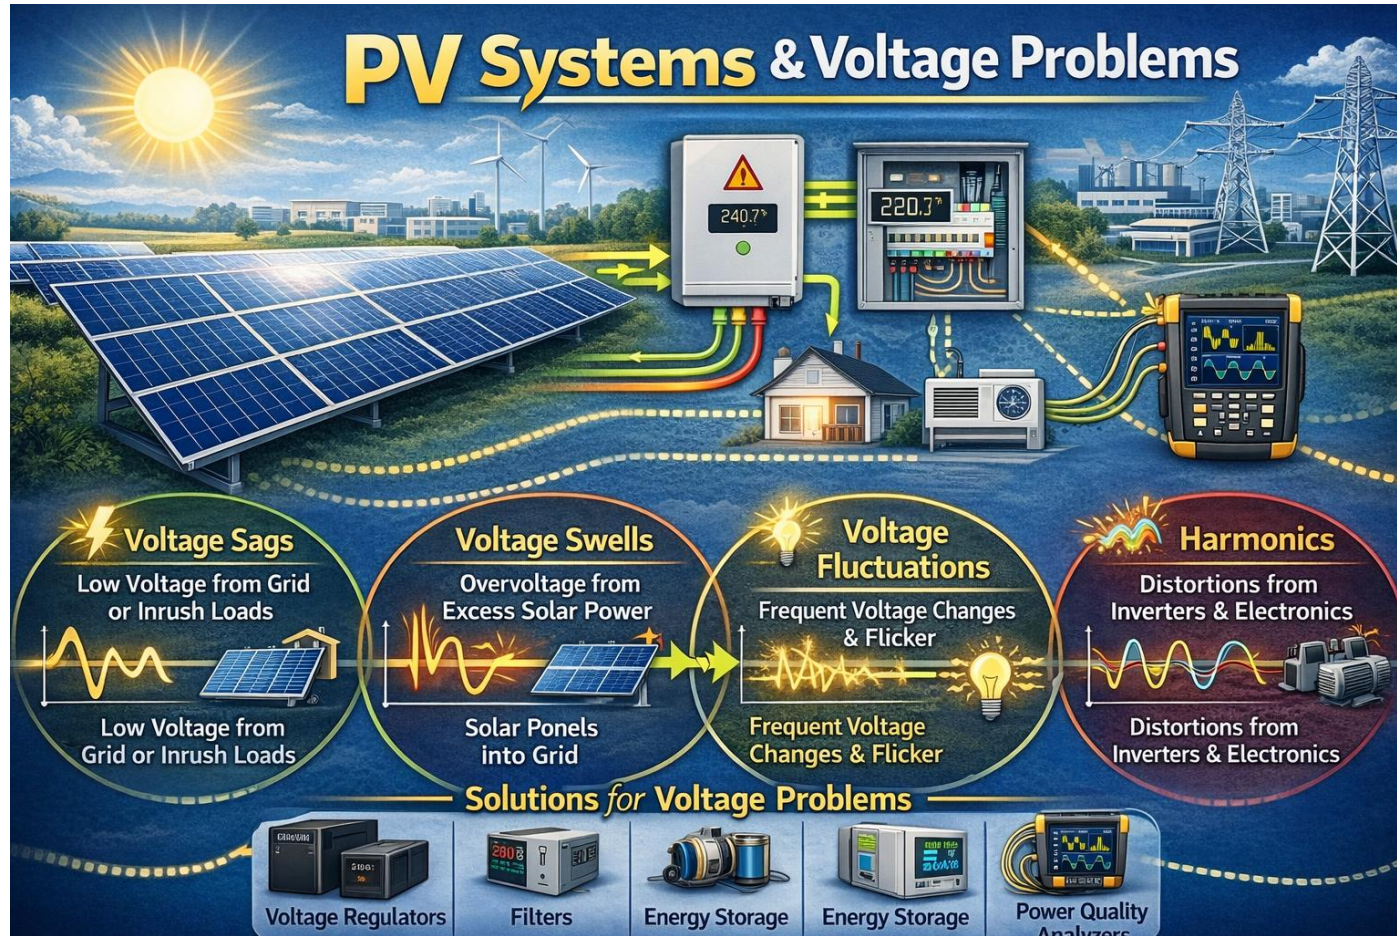 PV Systems & Voltage Problems
240.7
220.7
Voltage Sags
Low Voltage from Grid
or Inrush Loads
Low Voltage from
Grid or Inrush Loads
Voltage Swells
Overvoltage from
Excess Solar Power
Solar Ponels
into Grid
Voltage
Fluctuations
Frequent Voltage Changes
& Flicker
Frequent Voltage
Changes & Flicker
Harmonics
Distortions from
Inverters & Electronics
Distortions from
Inverters & Electronics
Solutions for Voltage Problems
280
Voltage Regulators
Filters
Energy Storage
Energy Storage
Power Quality
Analyzers